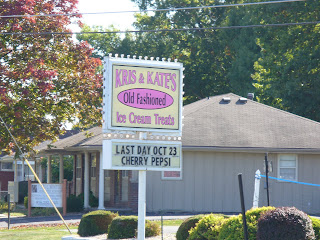 KRIS & KATE'S
Old Fashioned
Ice Cream Treats
LAST DAY OCT 23
CHERRY PEPSI